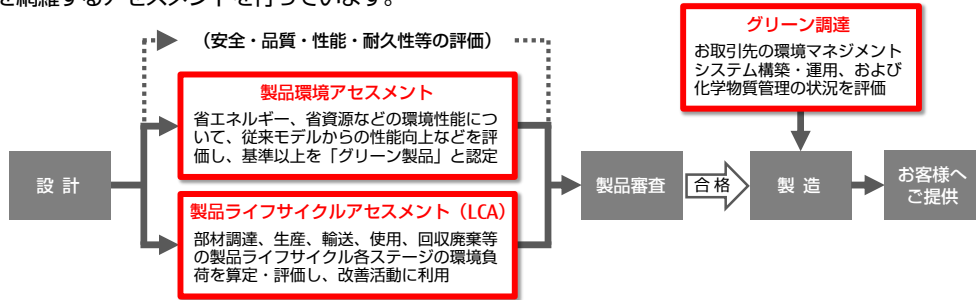 を網羅するアセスメントを行っています。
(安全・品質・性能・耐久性等の評価)
グリーン調達
お取引先の環境マネジメント
システム構築・運用、および
化学物質管理の状況を評価
製品環境アセスメント
省エネルギー、省資源などの環境性能につ
いて、従来モデルからの性能向上などを評
価し、基準以上を「グリーン製品」と認定
設 計
製品審査
合格
製 造
お客様へ
ご提供
製品ライフサイクルアセスメント(LCA)
部材調達、生産、輸送、使用、回収廃棄等
の製品ライフサイクル各ステージの環境負
荷を算定・評価し、改善活動に利用